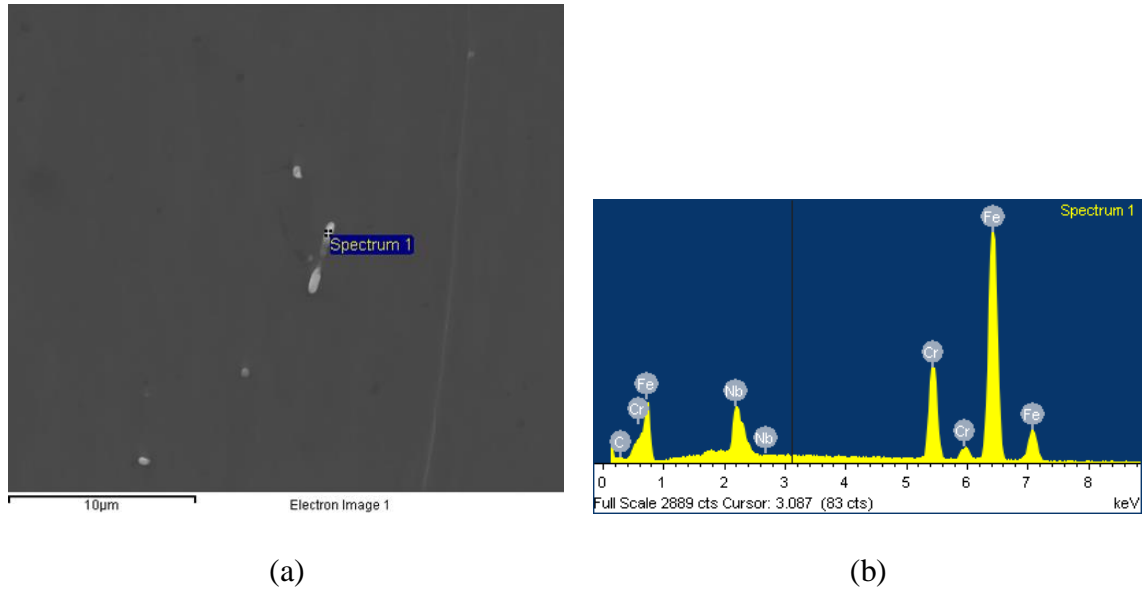 Spectrum 1
10µm
Electron Image 1
Spectrum 1
Fe
Cr
Fe
Nb
Cr
Cr
Fe
Nb
C
0 1 2 3 4 5 6 7 8
Full Scale 2889 cts Cursor: 3.087 (83 cts)
keV
(a)
(b)